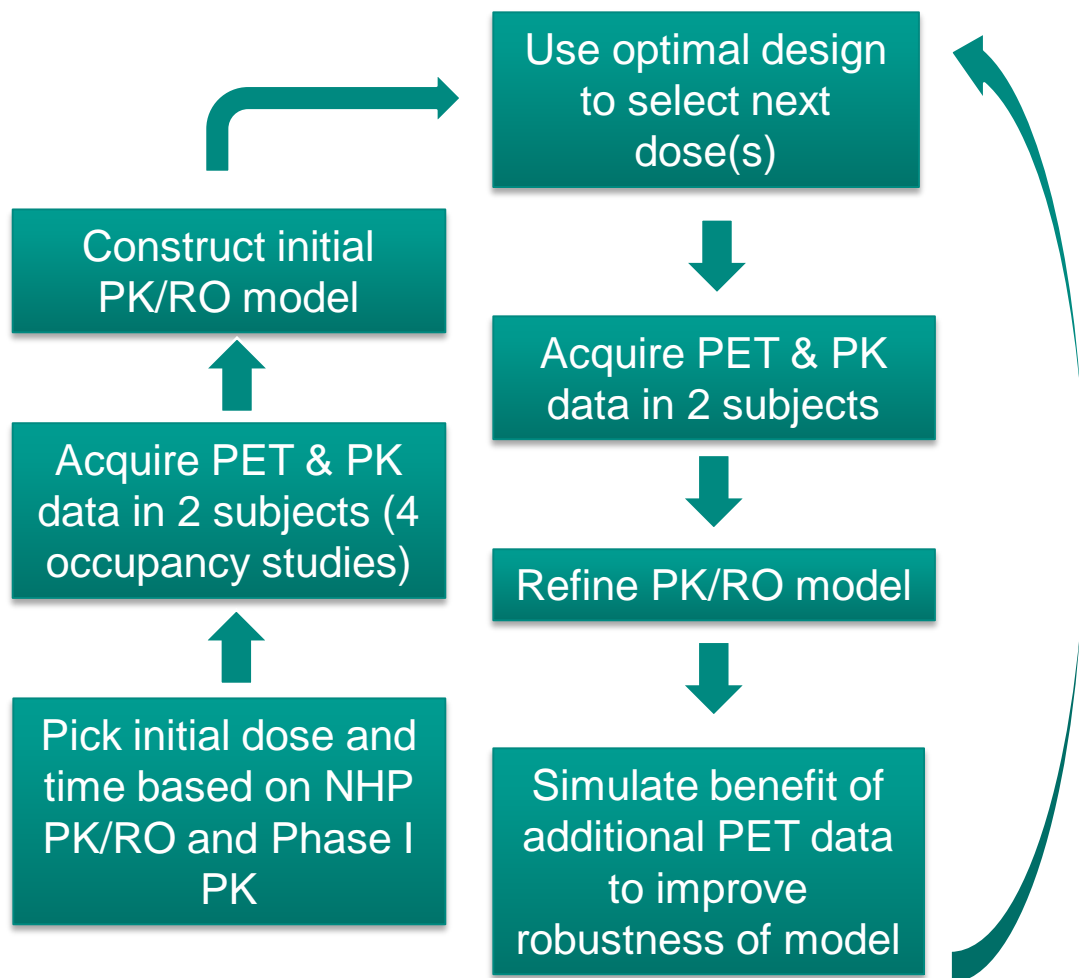 Use optimal design
to select next
dose(s)
Construct initial
PK/RO model
Acquire PET & PK
data in 2 subjects
Acquire PET & PK
data in 2 subjects (4
occupancy studies)
Refine PK/RO model
Pick initial dose and
time based on NHP
PK/RO and Phase I
PK
Simulate benefit of
additional PET data
to improve
robustness of model